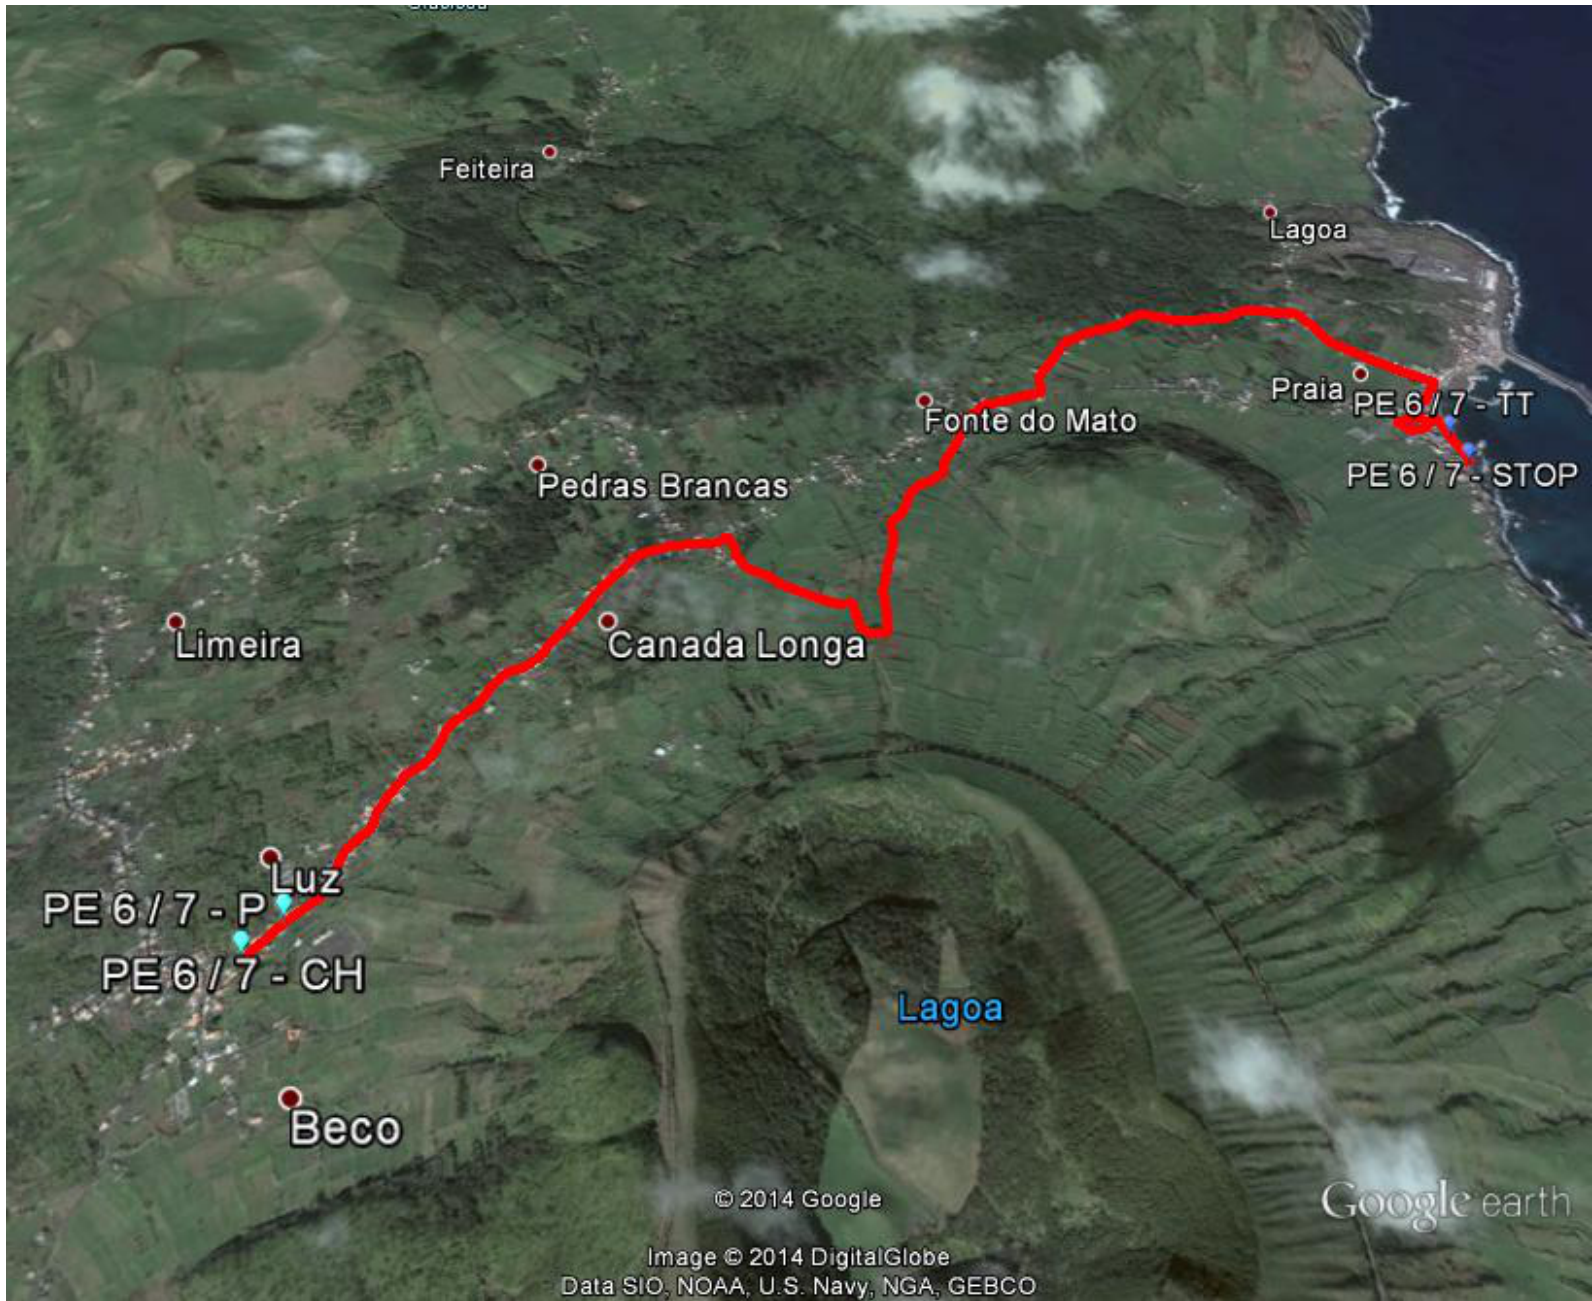 Graciosa
Feiteira
Lagoa
Praia
PE 6 / 7 - TT
Fonte do Mato
PE 6 / 7 - STOP
Pedras Brancas
Limeira
Canada Longa
Luz
PE 6 / 7 - P
PE 6 / 7 - CH
Lagoa
Beco
© 2014 Google
Google earth
Image © 2014 DigitalGlobe
Data SIO, NOAA, U.S. Navy, NGA, GEBCO